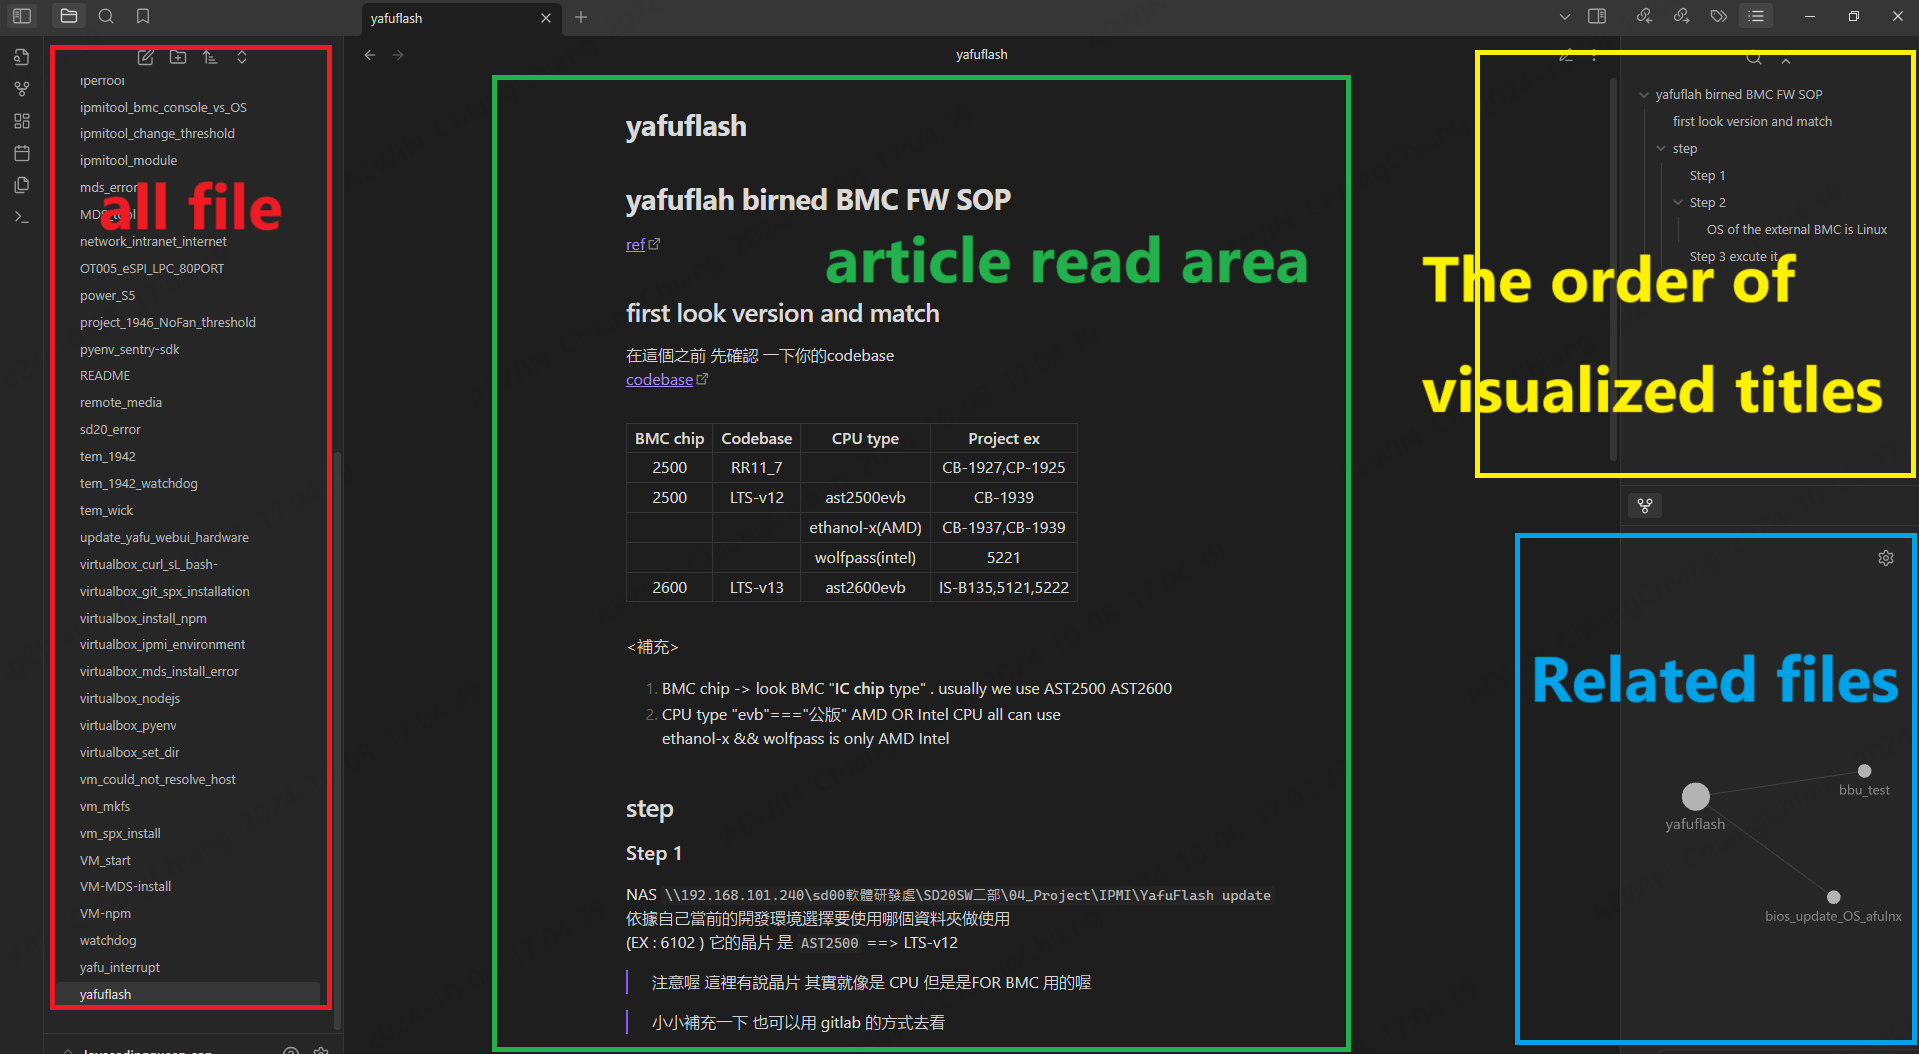 yafuflash
yafuflash
ipmitool_bmc_console_vs_OS
ipmitool_change_threshold
ipmitool_module
mds_error
network_intranet_internet
OT005_eSPI_LPC_80PORT
power_S5
project_1946_NoFan_threshold
pyenv_sentry-sdk
README
remote_media
sd20_error
tem_1942
tem_1942_watchdog
tem_wick
update_yafu_webui_hardware
virtualbox_curl_sL_bash-
virtualbox_git_spx_installation
virtualbox_install_npm
virtualbox_ipmi_environment
virtualbox_mds_install_error
virtualbox_nodejs
virtualbox_pyenv
virtualbox_set_dir
vm_could_not_resolve_host
vm_mkfs
vm_spx_install
VM_start
VM-MDS-install
VM-npm
watchdog
yafu_interrupt
yafuflash
all file
yafuflash
yafuflah birned BMC FW SOP
ref
article read area
first look version and match
在這個之前 先確認 一下你的codebase
codebase
BMC chip Codebase CPU type Project ex
2500 RR11_7 CB-1927,CP-1925
2500 LTS-v12 ast2500evb CB-1939
ethanol-x(AMD) CB-1937,CB-1939
wolfpass(intel) 5221
2600 LTS-v13 ast2600evb IS-B135,5121,5222
<補充>
1. BMC chip -> look BMC "IC chip type" . usually we use AST2500 AST2600
2. CPU type "evb"==="公版" AMD OR Intel CPU all can use
ethanol-x && wolfpass is only AMD Intel
step
Step 1
NAS \\192.168.101.240\sd00軟體研發處\SD20SW二部\04_Project\IPMI\YafuFlash update
依據自己當前的開發環境選擇要使用哪個資料夾做使用
(EX : 6102 ) 它的晶片 是 AST2500 ==> LTS-v12
注意喔 這裡有說晶片 其實就像是 CPU 但是是FOR BMC 用的喔
小小補充一下 也可以用 gitlab 的方式去看
yafuflah birned BMC FW SOP
first look version and match
step
Step 1
Step 2
OS of the external BMC is Linux
Step 3 excute it
The order of
visualized titles
Related files
bbu_test
yafuflash
bios_update_OS_afulnx